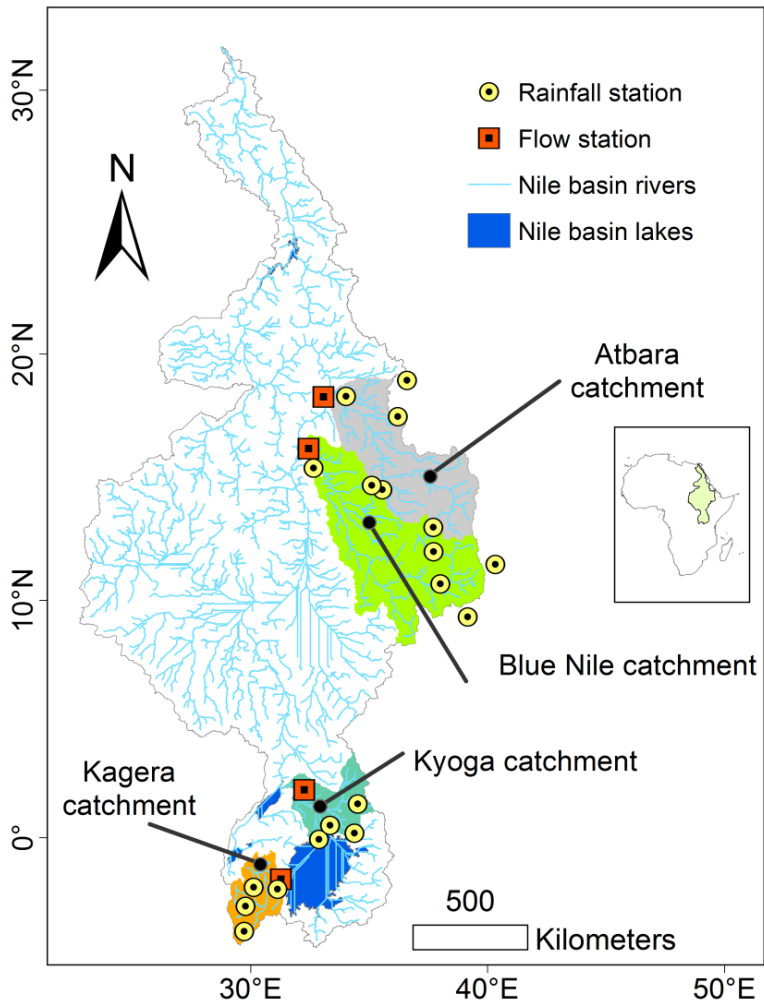 30°N
20°N
10°N
0°
N
Rainfall station
Flow station
Nile basin rivers
Nile basin lakes
Atbara
catchment
Blue Nile catchment
Kyoga catchment
Kagera
catchment
500
Kilometers
30°E
40°E
50°E